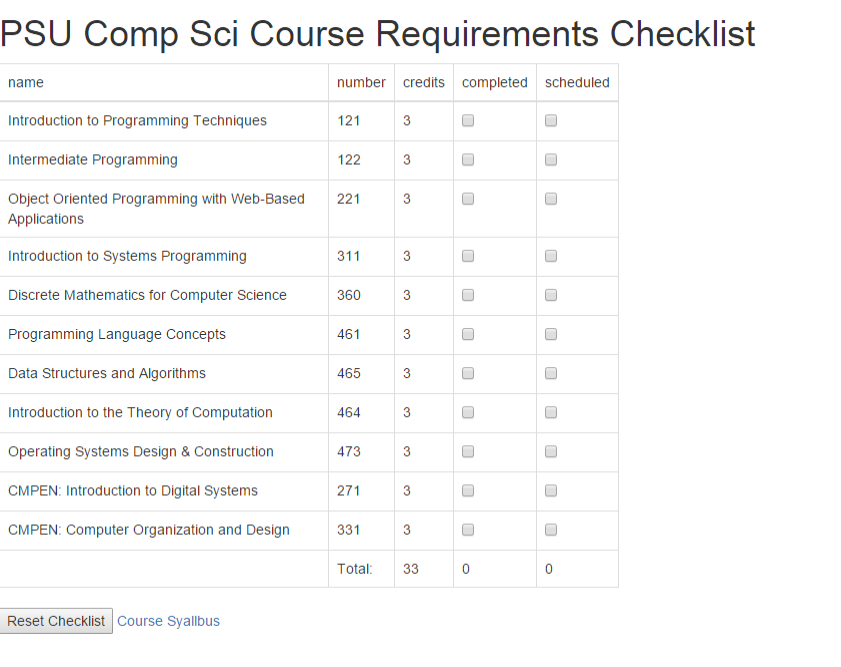 PSU Comp Sci Course Requirements Checklist
name number credits completed scheduled
Introduction to Programming Techniques 121 3
Intermediate Programming 122 3
Object Oriented Programming with Web-Based 221 3
Applications
Introduction to Systems Programming 311 3
Discrete Mathematics for Computer Science 360 3
Programming Language Concepts 461 3
Data Structures and Algorithms 465 3
Introduction to the Theory of Computation 464 3
Operating Systems Design & Construction 473 3
CMPEN: Introduction to Digital Systems 271 3
CMPEN: Computer Organization and Design 331 3
Total: 33 0 0
Reset Checklist Course Syallbus